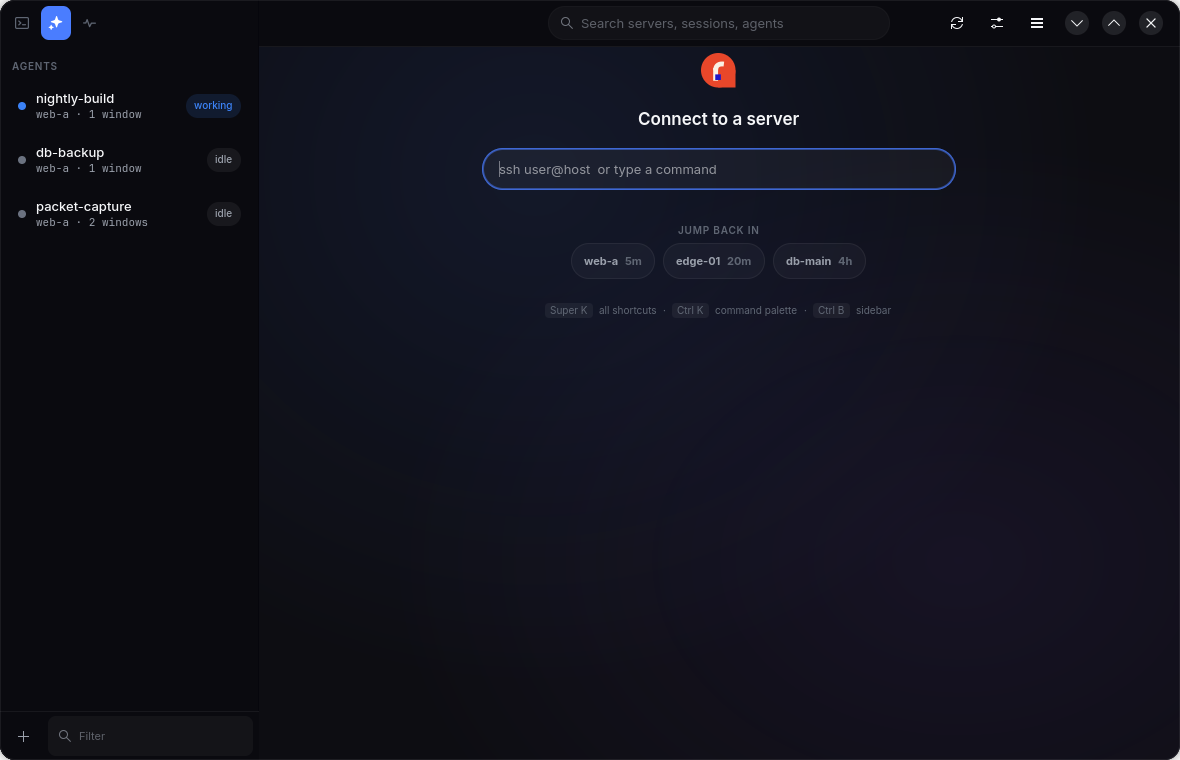 Search servers, sessions, agents
AGENTS
nightly-build
web-a · 1 window
working
db-backup
web-a · 1 window
idle
packet-capture
web-a · 2 windows
idle
Connect to a server
ssh user@host or type a command
JUMP BACK IN
web-a 5m
edge-01 20m
db-main 4h
Super K all shortcuts · Ctrl K command palette · Ctrl B sidebar
Filter